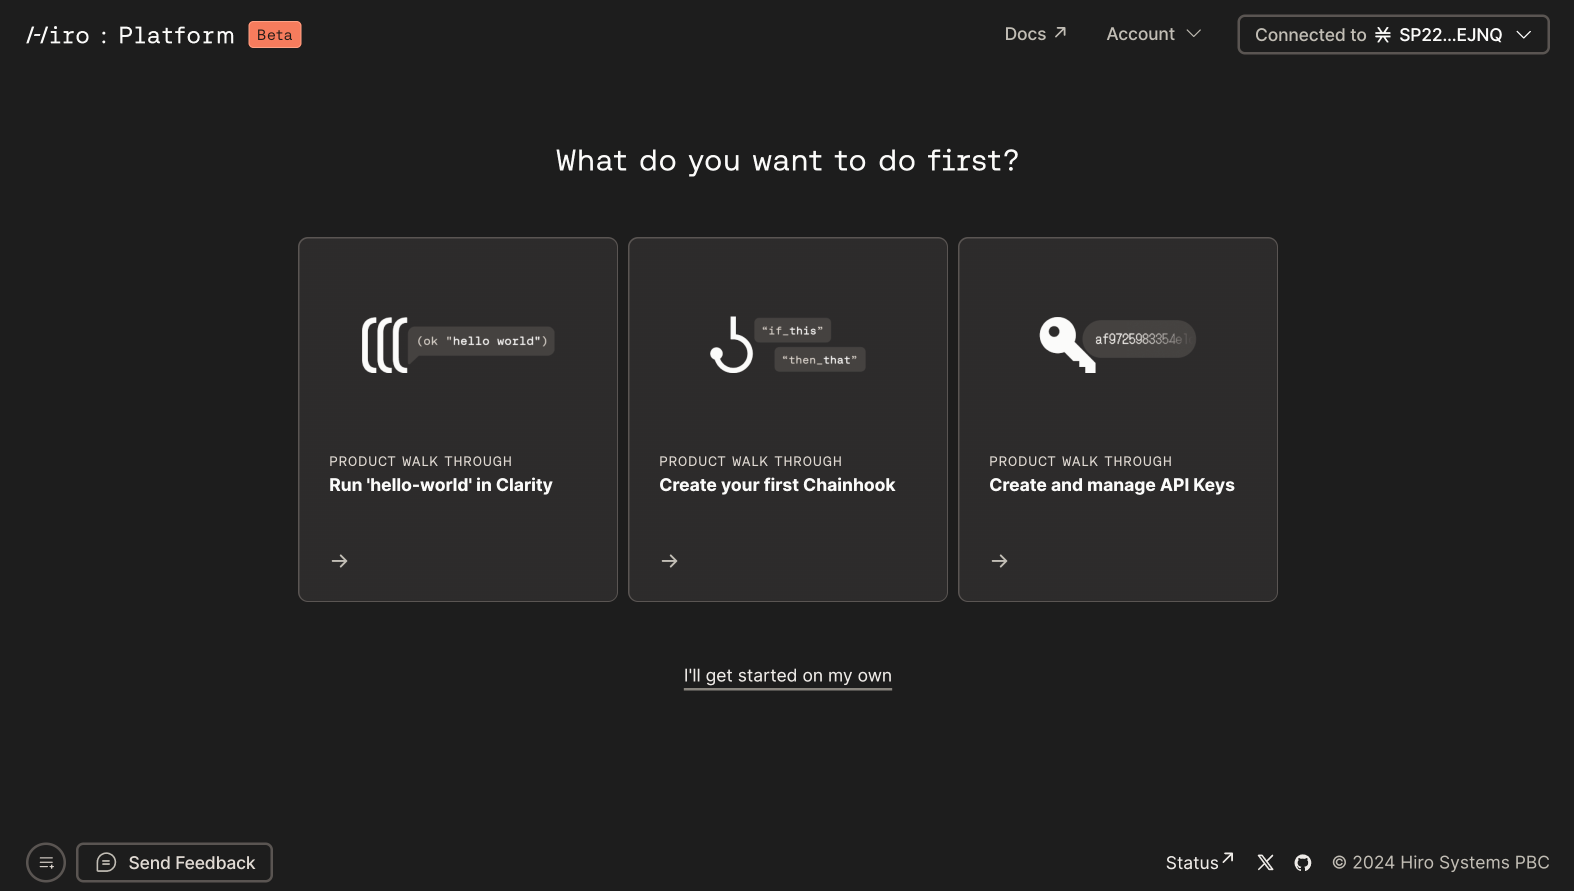 Hiro : Platform Beta
Docs
Account
Connected to SP22...EJNQ
What do you want to do first?
(ok "hello world")
PRODUCT WALK THROUGH
Run 'hello-world' in Clarity
"if_this"
"then_that"
PRODUCT WALK THROUGH
Create your first Chainhook
af9725983354e
PRODUCT WALK THROUGH
Create and manage API Keys
I'll get started on my own
Send Feedback
Status
© 2024 Hiro Systems PBC